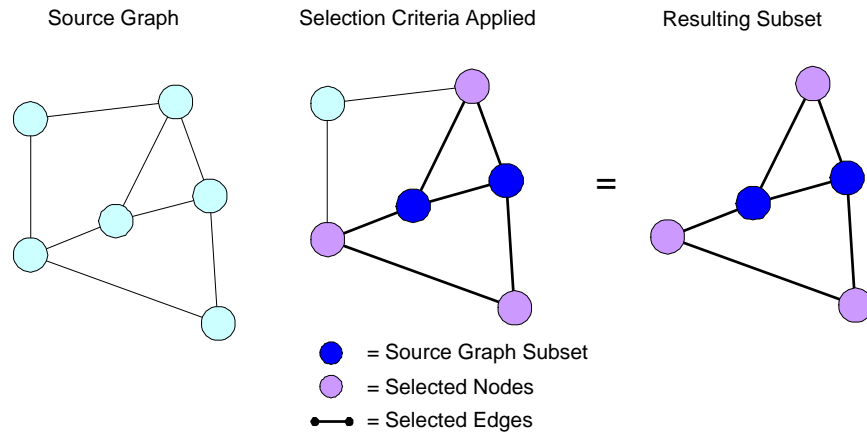 Source Graph
Selection Criteria Applied
Resulting Subset
=
= Source Graph Subset
= Selected Nodes
= Selected Edges